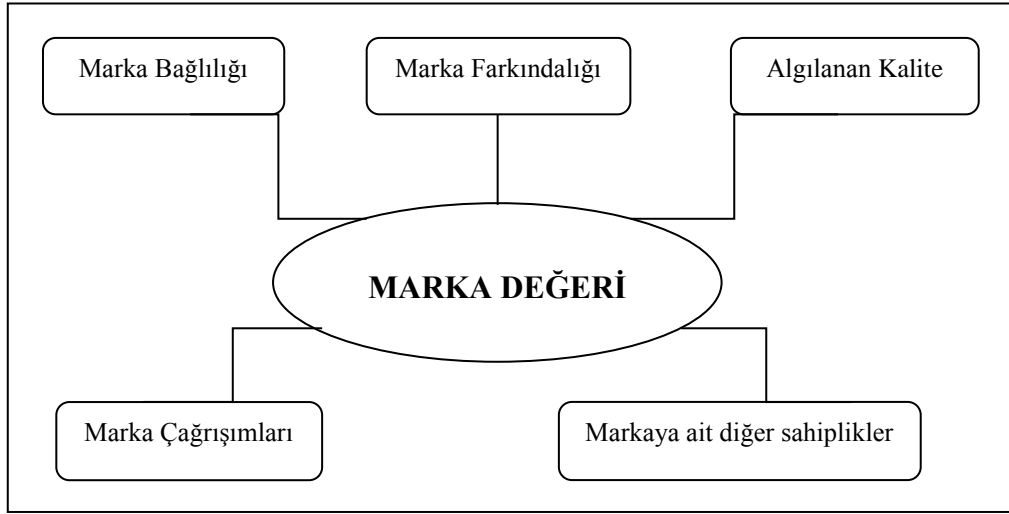 Marka Bağlılığı
Marka Farkındalığı
Algılanan Kalite
MARKA DEĞERİ
Marka Çağrışımları
Markaya ait diğer sahiplikler